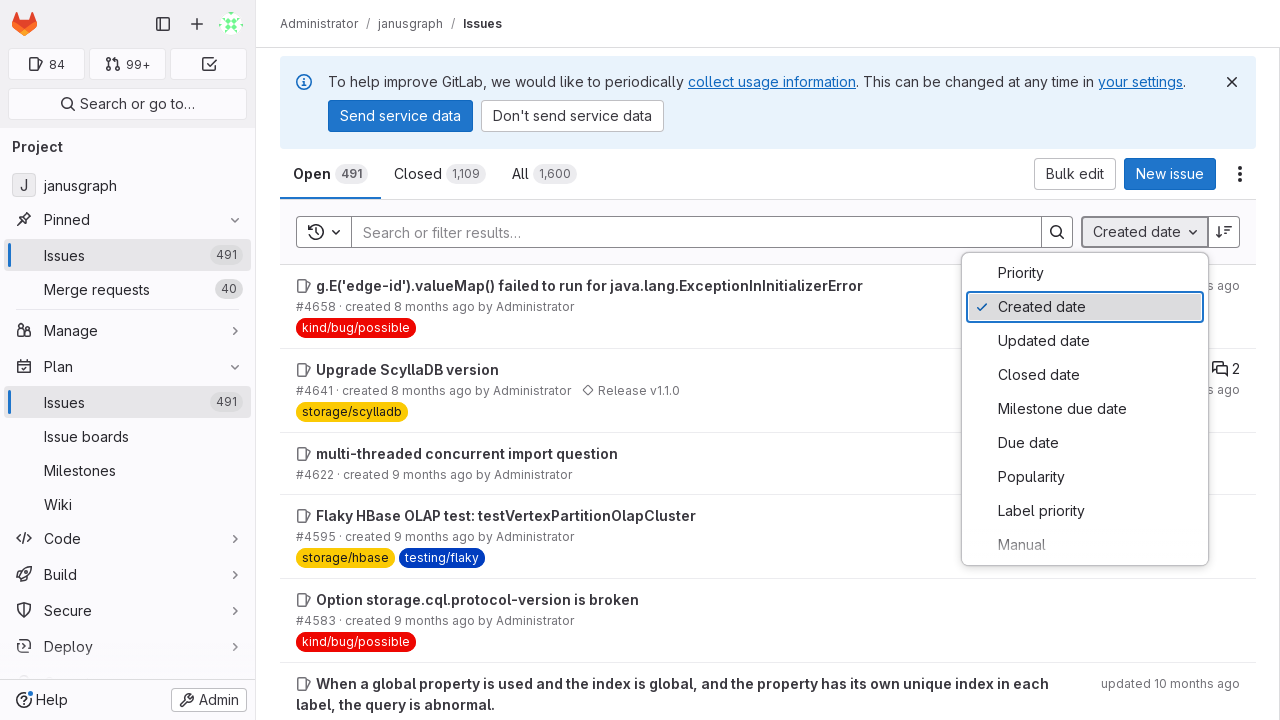 Administrator / janusgraph / Issues
84
99+
Search or go to…
To help improve GitLab, we would like to periodically collect usage information. This can be changed at any time in your settings.
Send service data
Don't send service data
Project
J janusgraph
Pinned
Issues 491
Merge requests 40
Manage
Plan
Issues 491
Issue boards
Milestones
Wiki
Code
Build
Secure
Deploy
Help
Admin
Open 491
Closed 1,109
All 1,600
Bulk edit
New issue
Search or filter results…
Created date
Priority
Created date
Updated date
Closed date
Milestone due date
Due date
Popularity
Label priority
Manual
g.E('edge-id').valueMap() failed to run for java.lang.ExceptionInInitializerError
#4658 · created 8 months ago by Administrator
ago
kind/bug/possible
Upgrade ScyllaDB version
2
#4641 · created 8 months ago by Administrator
Release v1.1.0
ago
storage/scylladb
multi-threaded concurrent import question
#4622 · created 9 months ago by Administrator
Flaky HBase OLAP test: testVertexPartitionOlapCluster
#4595 · created 9 months ago by Administrator
storage/hbase
testing/flaky
Option storage.cql.protocol-version is broken
#4583 · created 9 months ago by Administrator
kind/bug/possible
When a global property is used and the index is global, and the property has its own unique index in each
label, the query is abnormal.
updated 10 months ago